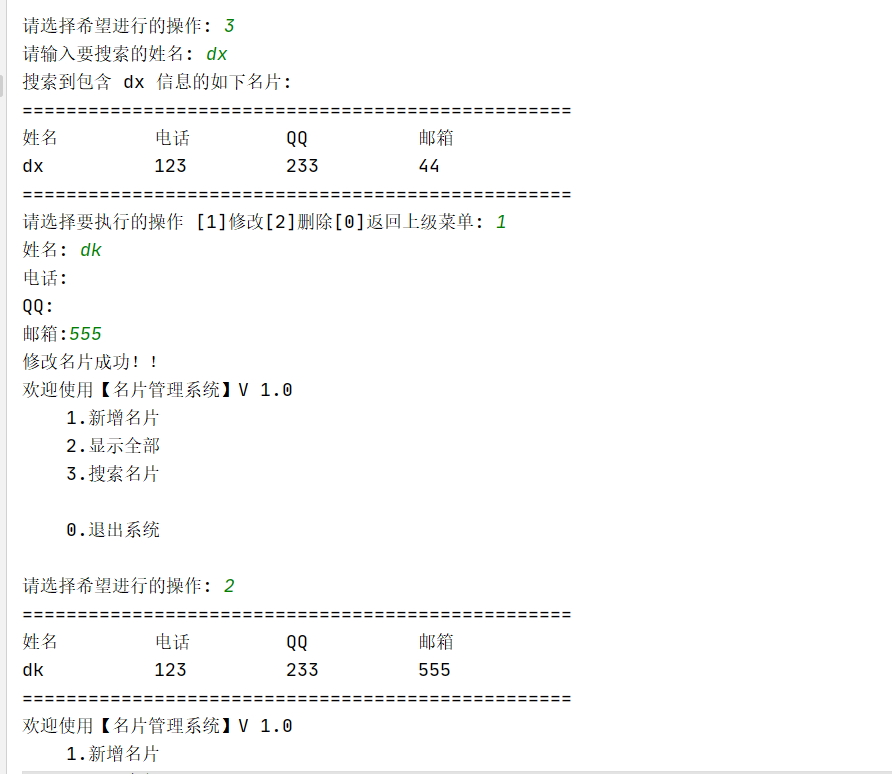 请选择希望进行的操作: 3
请输入要搜索的姓名: dx
搜索到包含 dx 信息的如下名片:
==================================================
姓名 电话 QQ 邮箱
dx 123 233 44
==================================================
请选择要执行的操作 [1]修改[2]删除[0]返回上级菜单: 1
姓名: dk
电话:
QQ:
邮箱:555
修改名片成功！！
欢迎使用【名片管理系统】V 1.0
1.新增名片
2.显示全部
3.搜索名片
0.退出系统
请选择希望进行的操作: 2
==================================================
姓名 电话 QQ 邮箱
dk 123 233 555
==================================================
欢迎使用【名片管理系统】V 1.0
1.新增名片